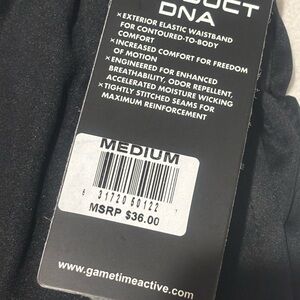 DNA
×EXTERIOR ELASTIC WAISTBAND
FOR CONTOURED-TO-BODY
COMFORT
×INCREASED COMFORT FOR FREEDOM
OF MOTION
×ENGINEERED FOR ENHANCED
BREATHABILITY, ODOR REPELLENT,
ACCELERATED MOISTURE WICKING
×TIGHTLY STITCHED SEAMS FOR
MAXIMUM REINFORCEMENT
MEDIUM
31720 50122
MSRP $36.00
www.gametimeactive.com